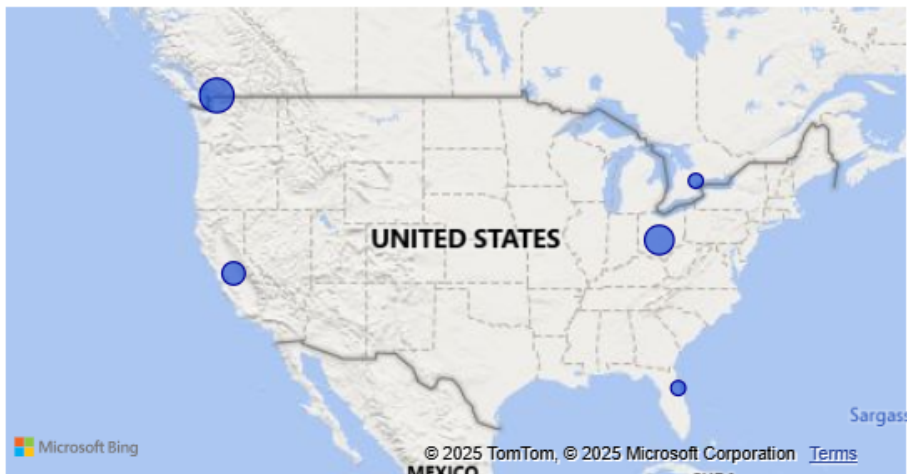 UNITED STATES
Sargass
Microsoft Bing
© 2025 TomTom, © 2025 Microsoft Corporation Terms
MEXICO